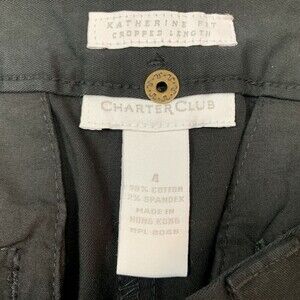 KATHERINE FIT
CROPPED LENGTH
CHARTER CLUB
4
98% COTTON
2% SPANDEX
MADE IN
HONG KONG